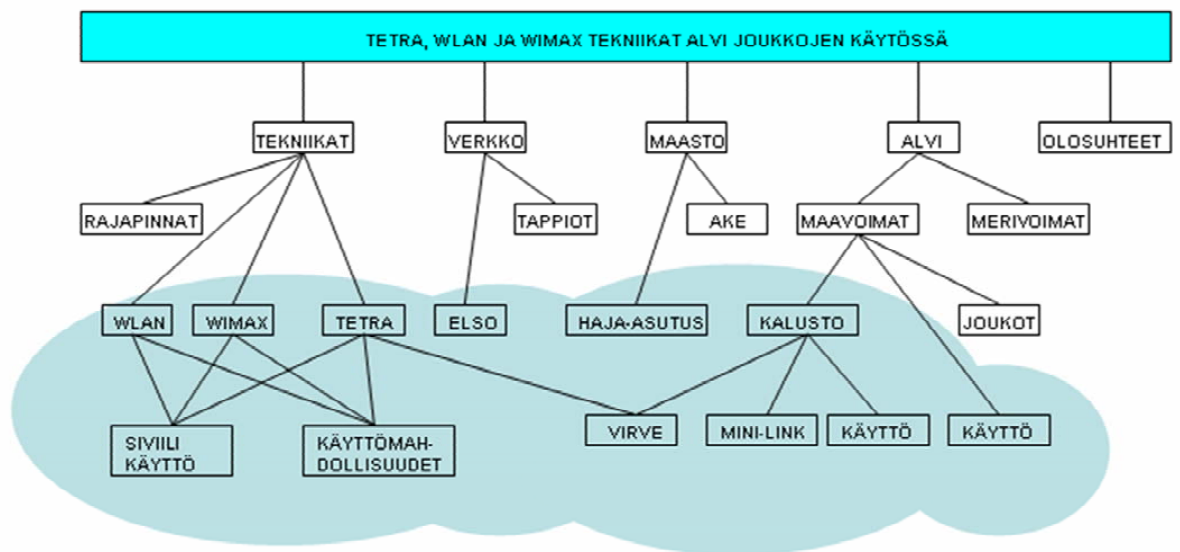 TETRA, WLAN JA WIMAX TEKNIIKAT ALVI JOUKKOJEN KÄYTÖSSÄ
TEKNIIKAT
VERKKO
MAASTO
ALVI
OLOSUHTEET
RAJAPINNAT
TAPPIOT
AKE
MAAVOIMAT
MERIVOIMAT
WLAN
WIMAX
TETRA
ELSO
HAJA-ASUTUS
KALUSTO
JOUKOT
SIVIILI
KÄYTTÖ
KÄYTTÖMAH-
DOLLISUUDET
VIRVE
MINI-LINK
KÄYTTÖ
KÄYTTÖ